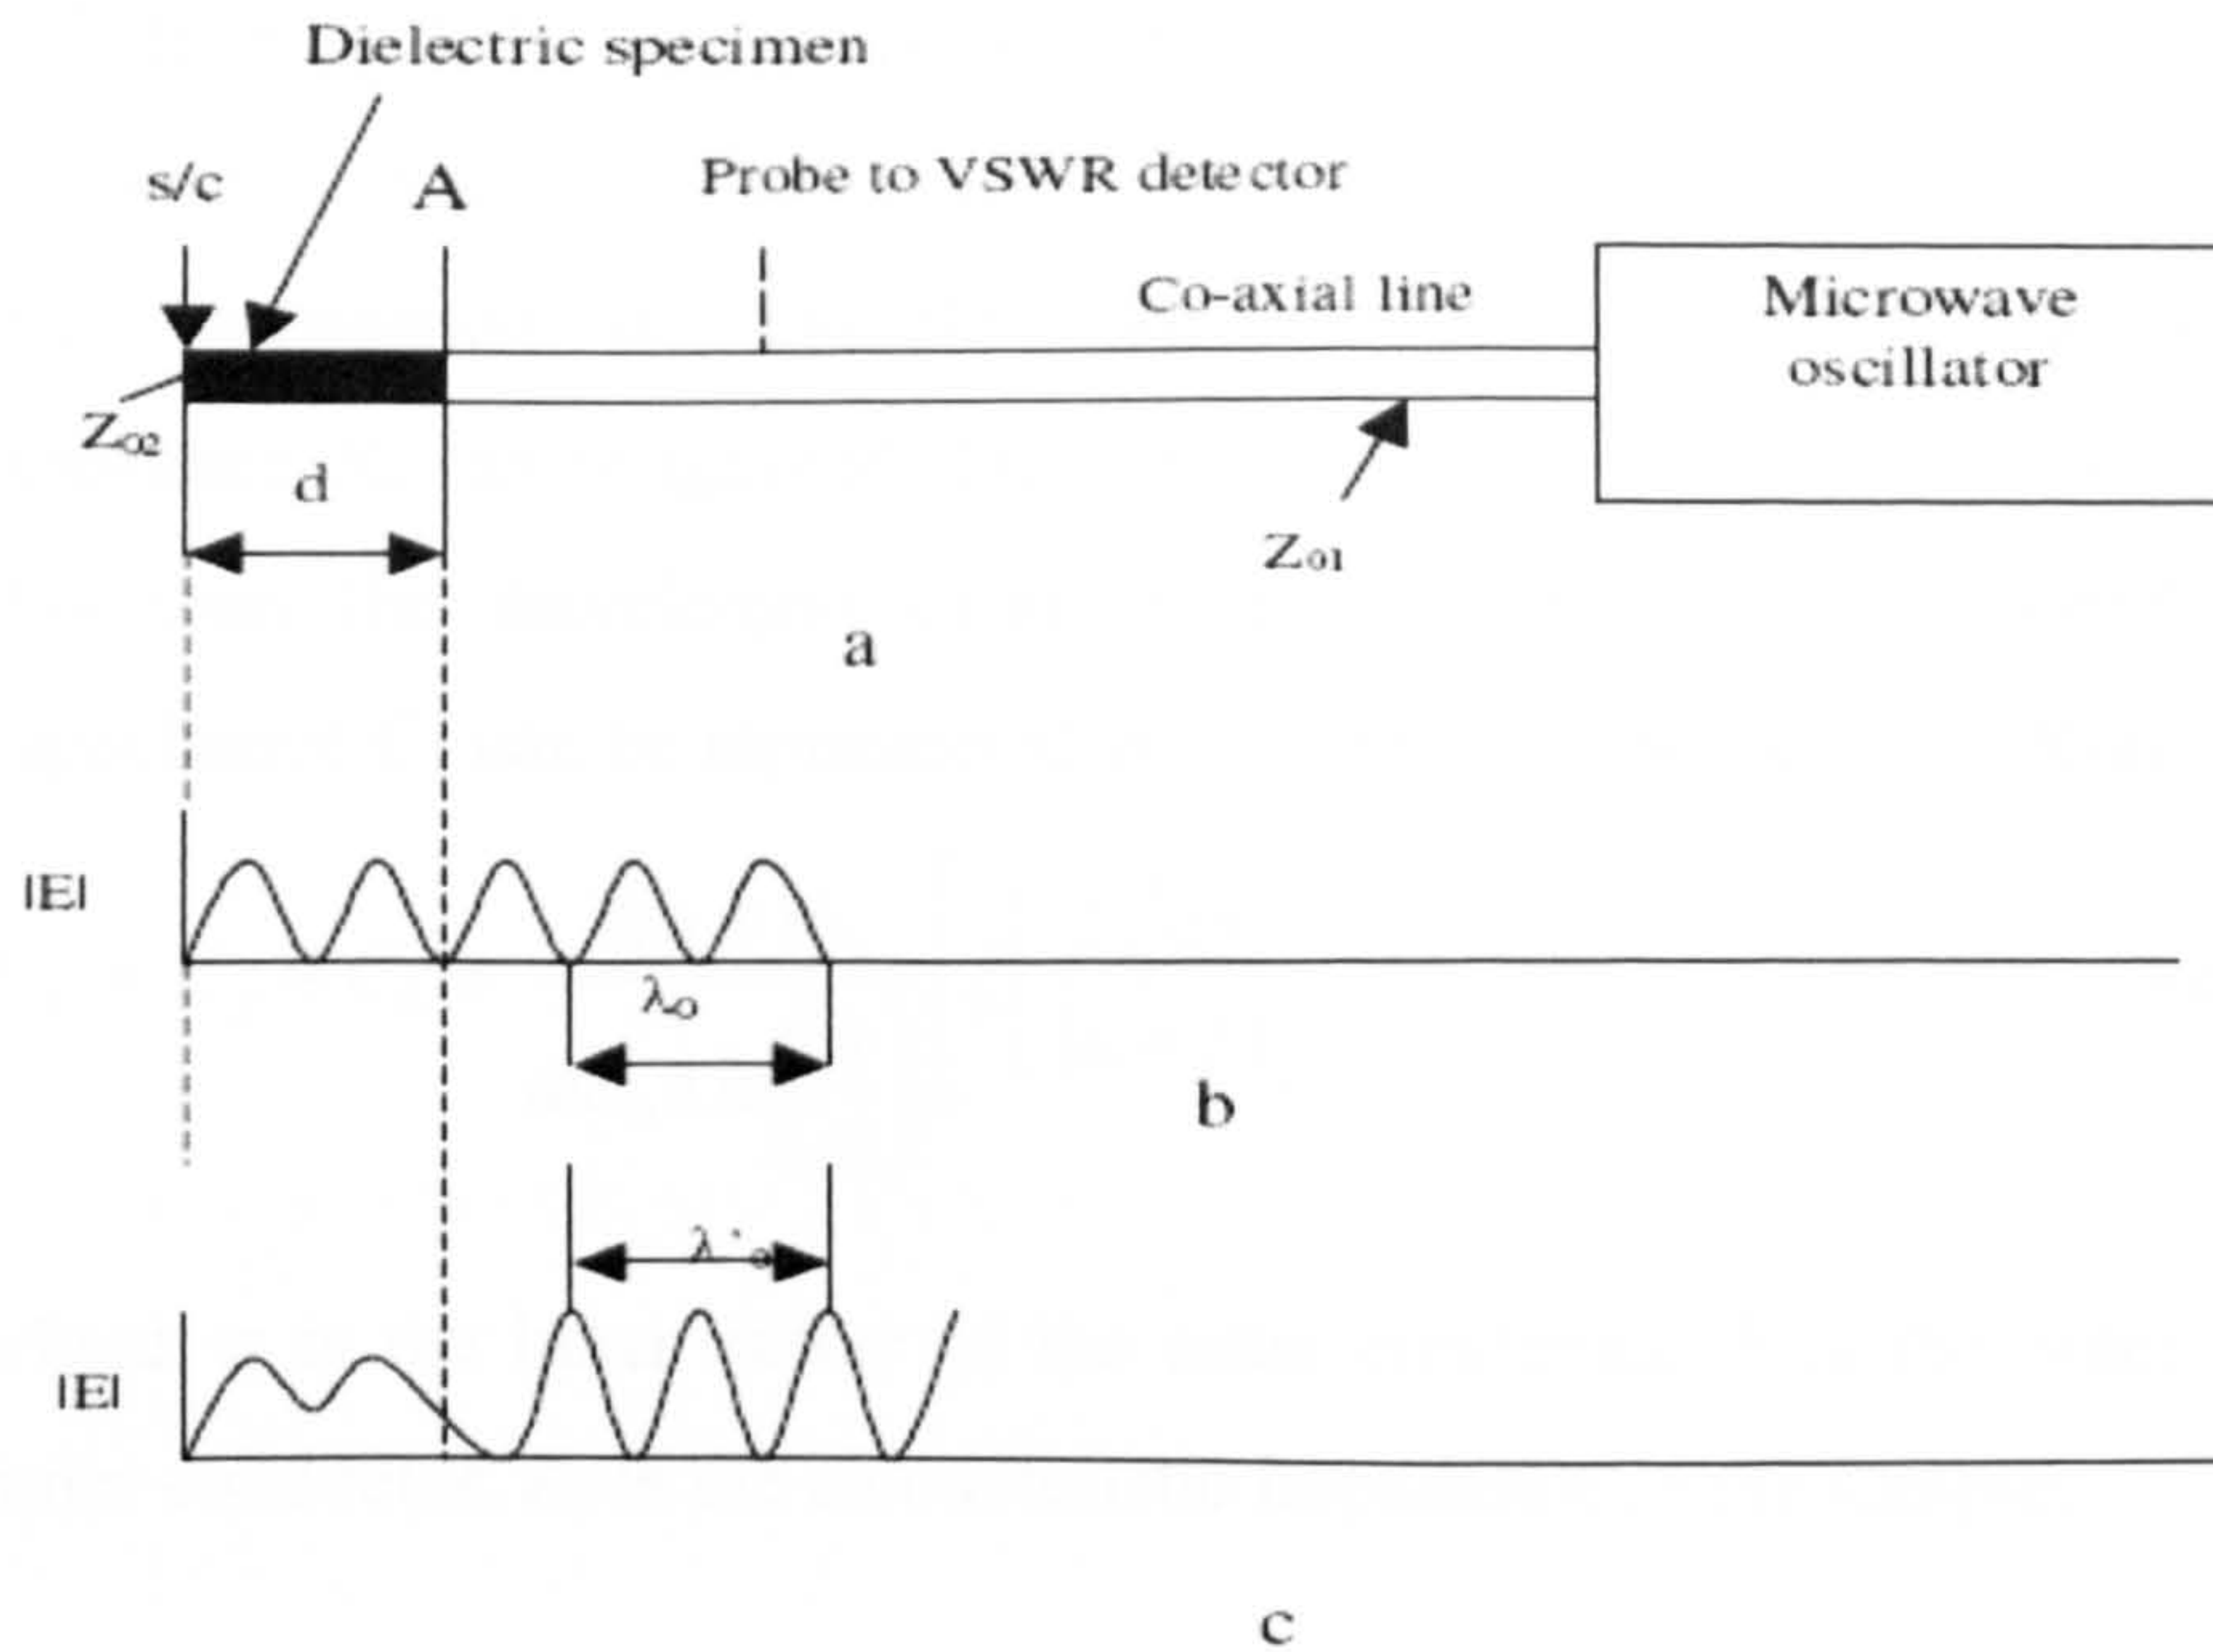 Dielectric specimen
s/c
A
Probe to VSWR detector
Co-axial line
Microwave
oscillator
Z02
d
Z01
a
|E|
λ0
b
λ'0
|E|
c